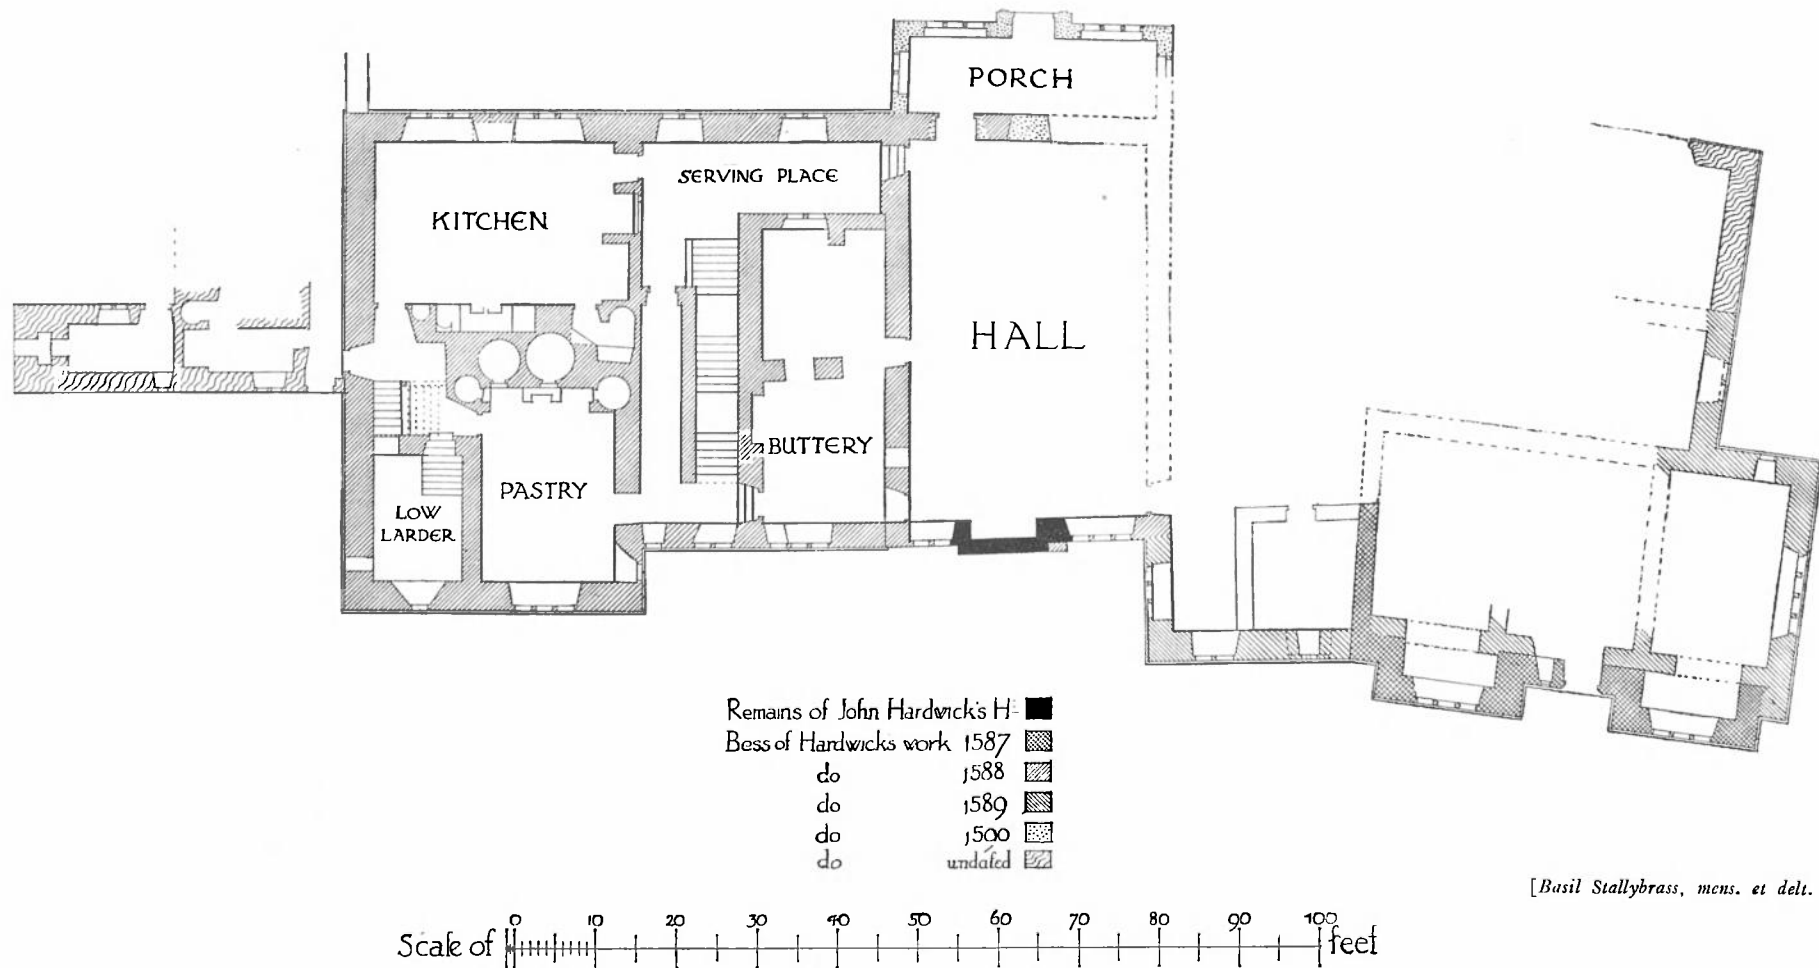 PORCH
SERVING PLACE
KITCHEN
HALL
BUTTERY
PASTRY
LOW
LARDER
Remains of John Hardwick's H
Bess of Hardwicks work 1587
do 1588
do 1589
do 1500
do undated
[Basil Stallybrass, mens. et delt.
0 10 20 30 40 50 60 70 80 90 100
Scale of feet